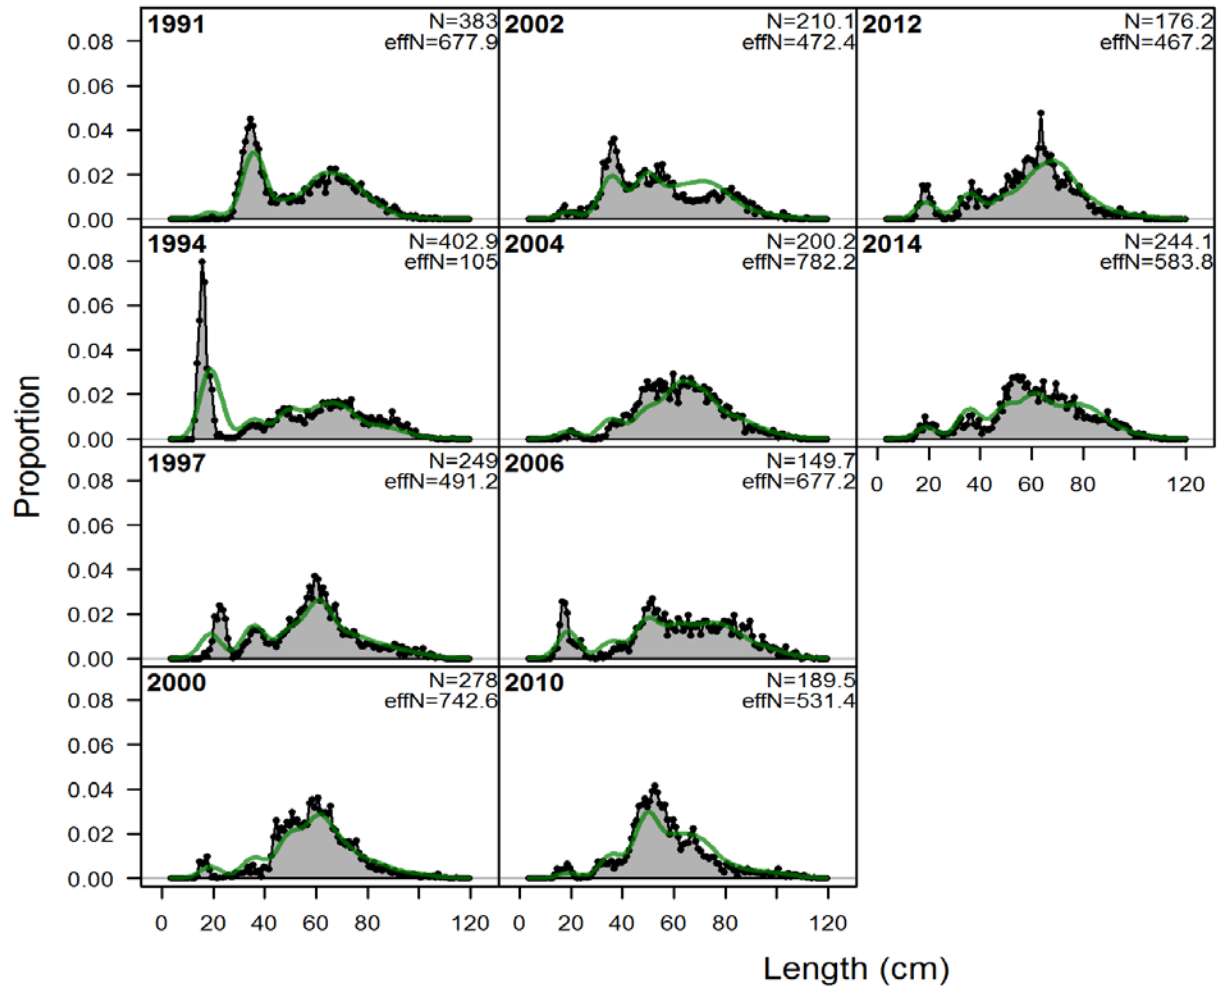 1991
N=383
effN=677.9
2002
N=210.1
effN=472.4
2012
N=176.2
effN=467.2
0.08
0.06
0.04
0.02
0.00
1994
N=402.9
effN=105
2004
N=200.2
effN=782.2
2014
N=244.1
effN=583.8
0.08
0.06
0.04
0.02
0.00
0 20 40 60 80 120
1997
N=249
effN=491.2
2006
N=149.7
effN=677.2
0.08
0.06
0.04
0.02
0.00
2000
N=278
effN=742.6
2010
N=189.5
effN=531.4
0.08
0.06
0.04
0.02
0.00
0 20 40 60 80 120
0 20 40 60 80 120
Proportion
Length (cm)